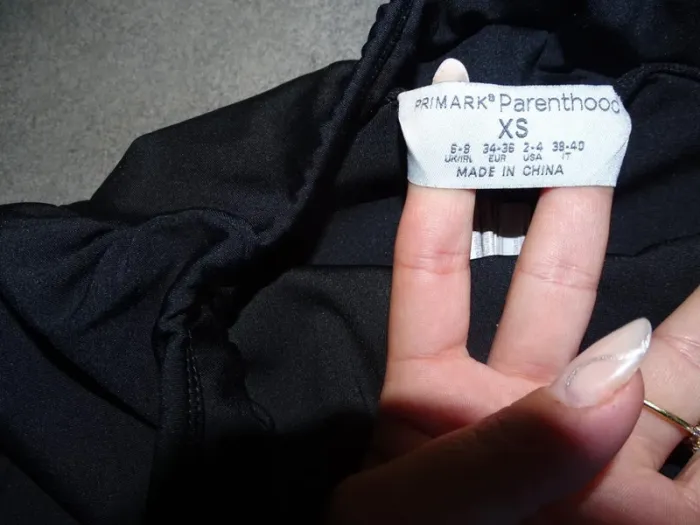 PRIMARK® Parenthood
XS
6-8 34-36 2-4 38-40
UK/IRL EUR USA IT
MADE IN CHINA